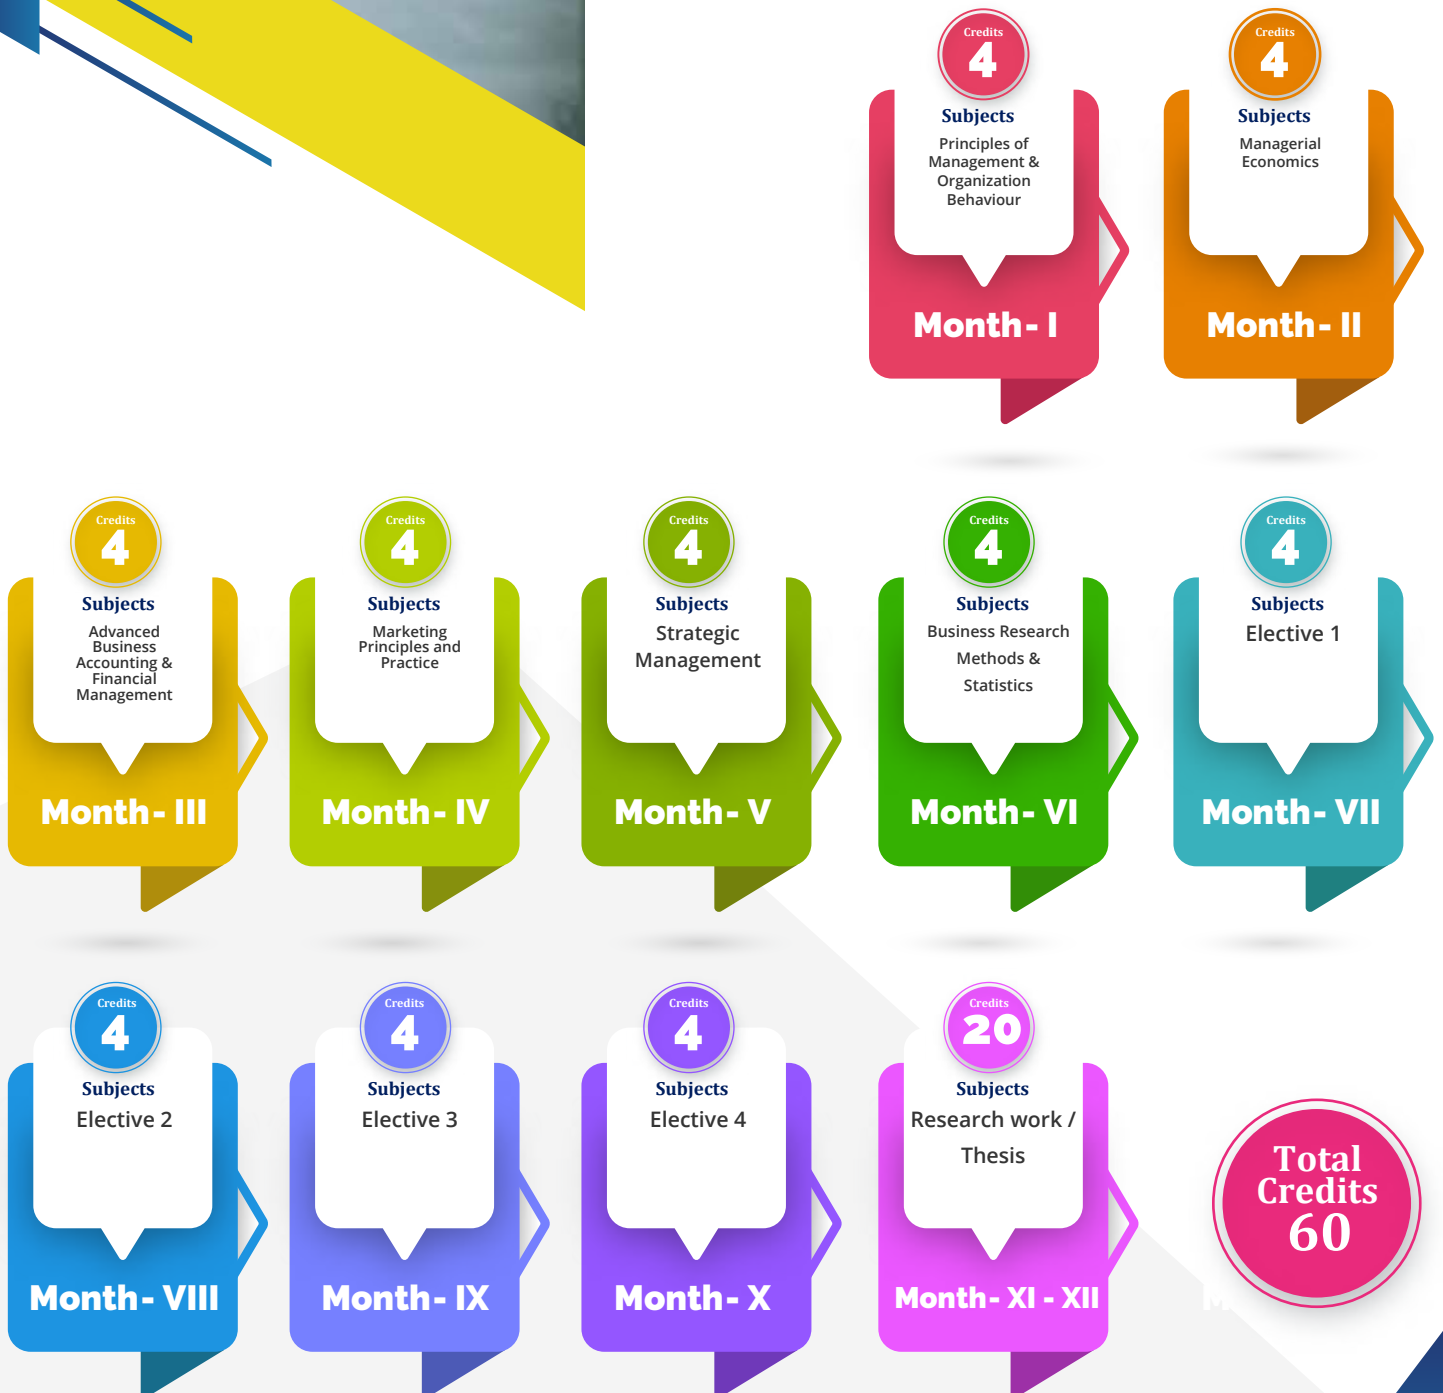 Credits
4
Subjects
Principles of
Management &
Organization
Behaviour
Month- I
Credits
4
Subjects
Managerial
Economics
Month- II
Credits
4
Subjects
Advanced
Business
Accounting &
Financial
Management
Month- III
Credits
4
Subjects
Marketing
Principles and
Practice
Month- IV
Credits
4
Subjects
Strategic
Management
Month- V
Credits
4
Subjects
Business Research
Methods &
Statistics
Month- VI
Credits
4
Subjects
Elective 1
Month- VII
Credits
4
Subjects
Elective 2
Month- VIII
Credits
4
Subjects
Elective 3
Month- IX
Credits
4
Subjects
Elective 4
Month- X
Credits
20
Subjects
Research work /
Thesis
Month- XI - XII
Total
Credits
60